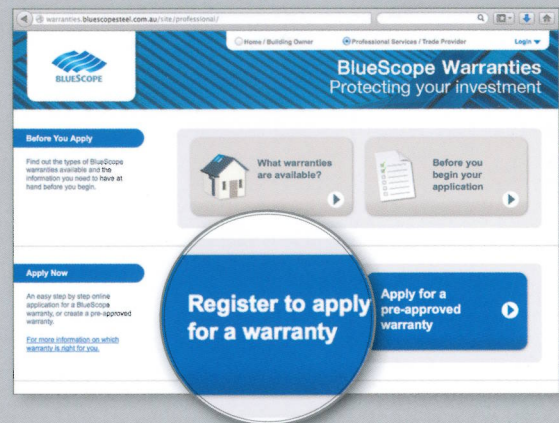 warranties.bluescopesteel.com.au/site/professional/
Home / Building Owner
Professional Services / Trade Provider
Login
BLUESCOPE
BlueScope Warranties
Protecting your investment
Before You Apply
Find out the types of BlueScope
warranties available and the
information you need to have at
hand before you begin.
What warranties
are available?
Before you
begin your
application
Apply Now
An easy step by step online
application for a BlueScope
warranty, or create a pre-approved
warranty.
For more information on which
warranty is right for you.
Register to apply
for a warranty
Apply for a
pre-approved
warranty